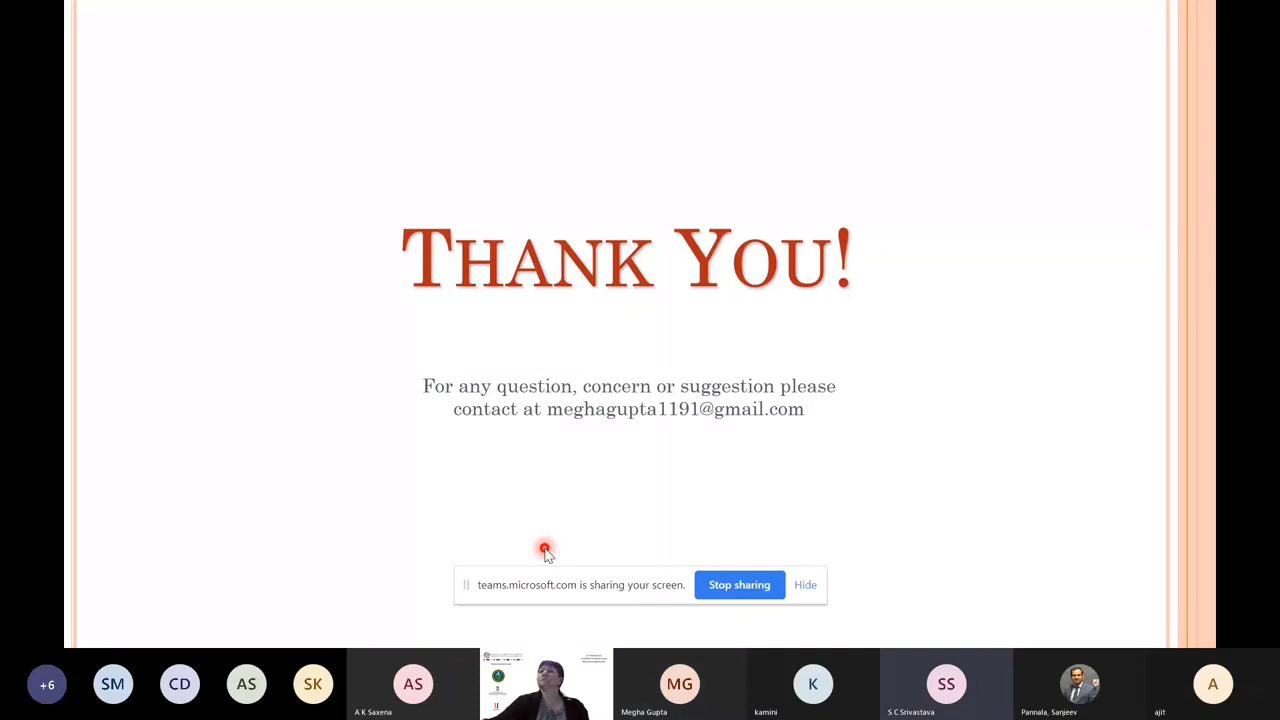 THANK YOU!
For any question, concern or suggestion please
contact at meghagupta1191@gmail.com
teams.microsoft.com is sharing your screen.
Stop sharing
Hide
+6
SM
CD
AS
SK
AS
A K Saxena
MG
Megha Gupta
K
kamini
SS
S C Srivastava
Pannala, Sanjeev
A
ajit